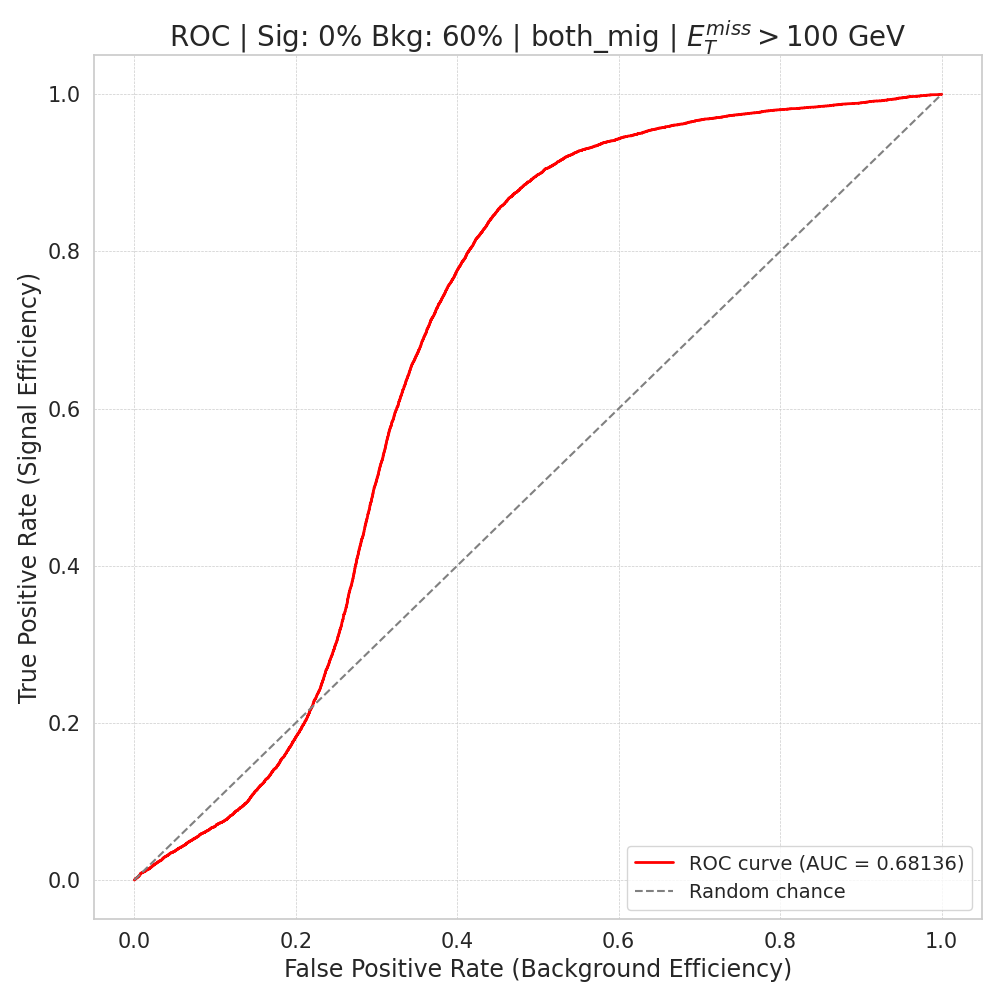 ROC | Sig: 0% Bkg: 60% | both_mig | $E_T^{miss} > 100$ GeV
True Positive Rate (Signal Efficiency)
1.0
0.8
0.6
0.4
0.2
0.0
ROC curve (AUC = 0.68136)
Random chance
0.0 0.2 0.4 0.6 0.8 1.0
False Positive Rate (Background Efficiency)